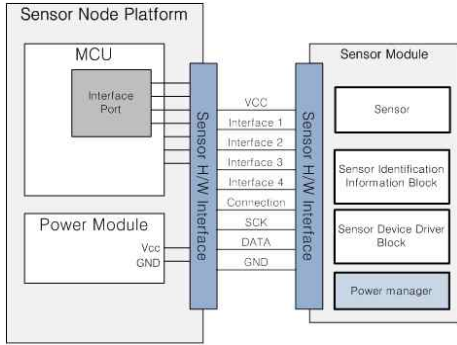 Sensor Node Platform
MCU
Interface
Port
Power Module
Vcc
GND
Sensor H/W Interface
VCC
Interface 1
Interface 2
Interface 3
Interface 4
Connection
SCK
DATA
GND
Sensor H/W Interface
Sensor Module
Sensor
Sensor Identification
Information Block
Sensor Device Driver
Block
Power manager